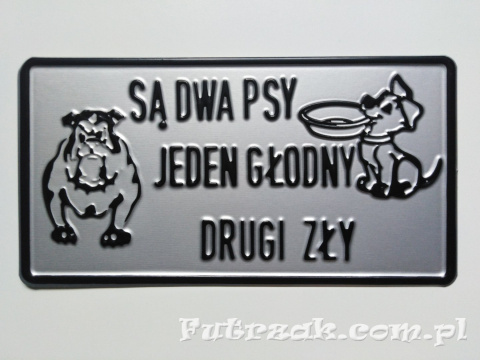 SĄ DWA PSY
JEDEN GŁODNY
DRUGI ZŁY
Futrzak.com.pl